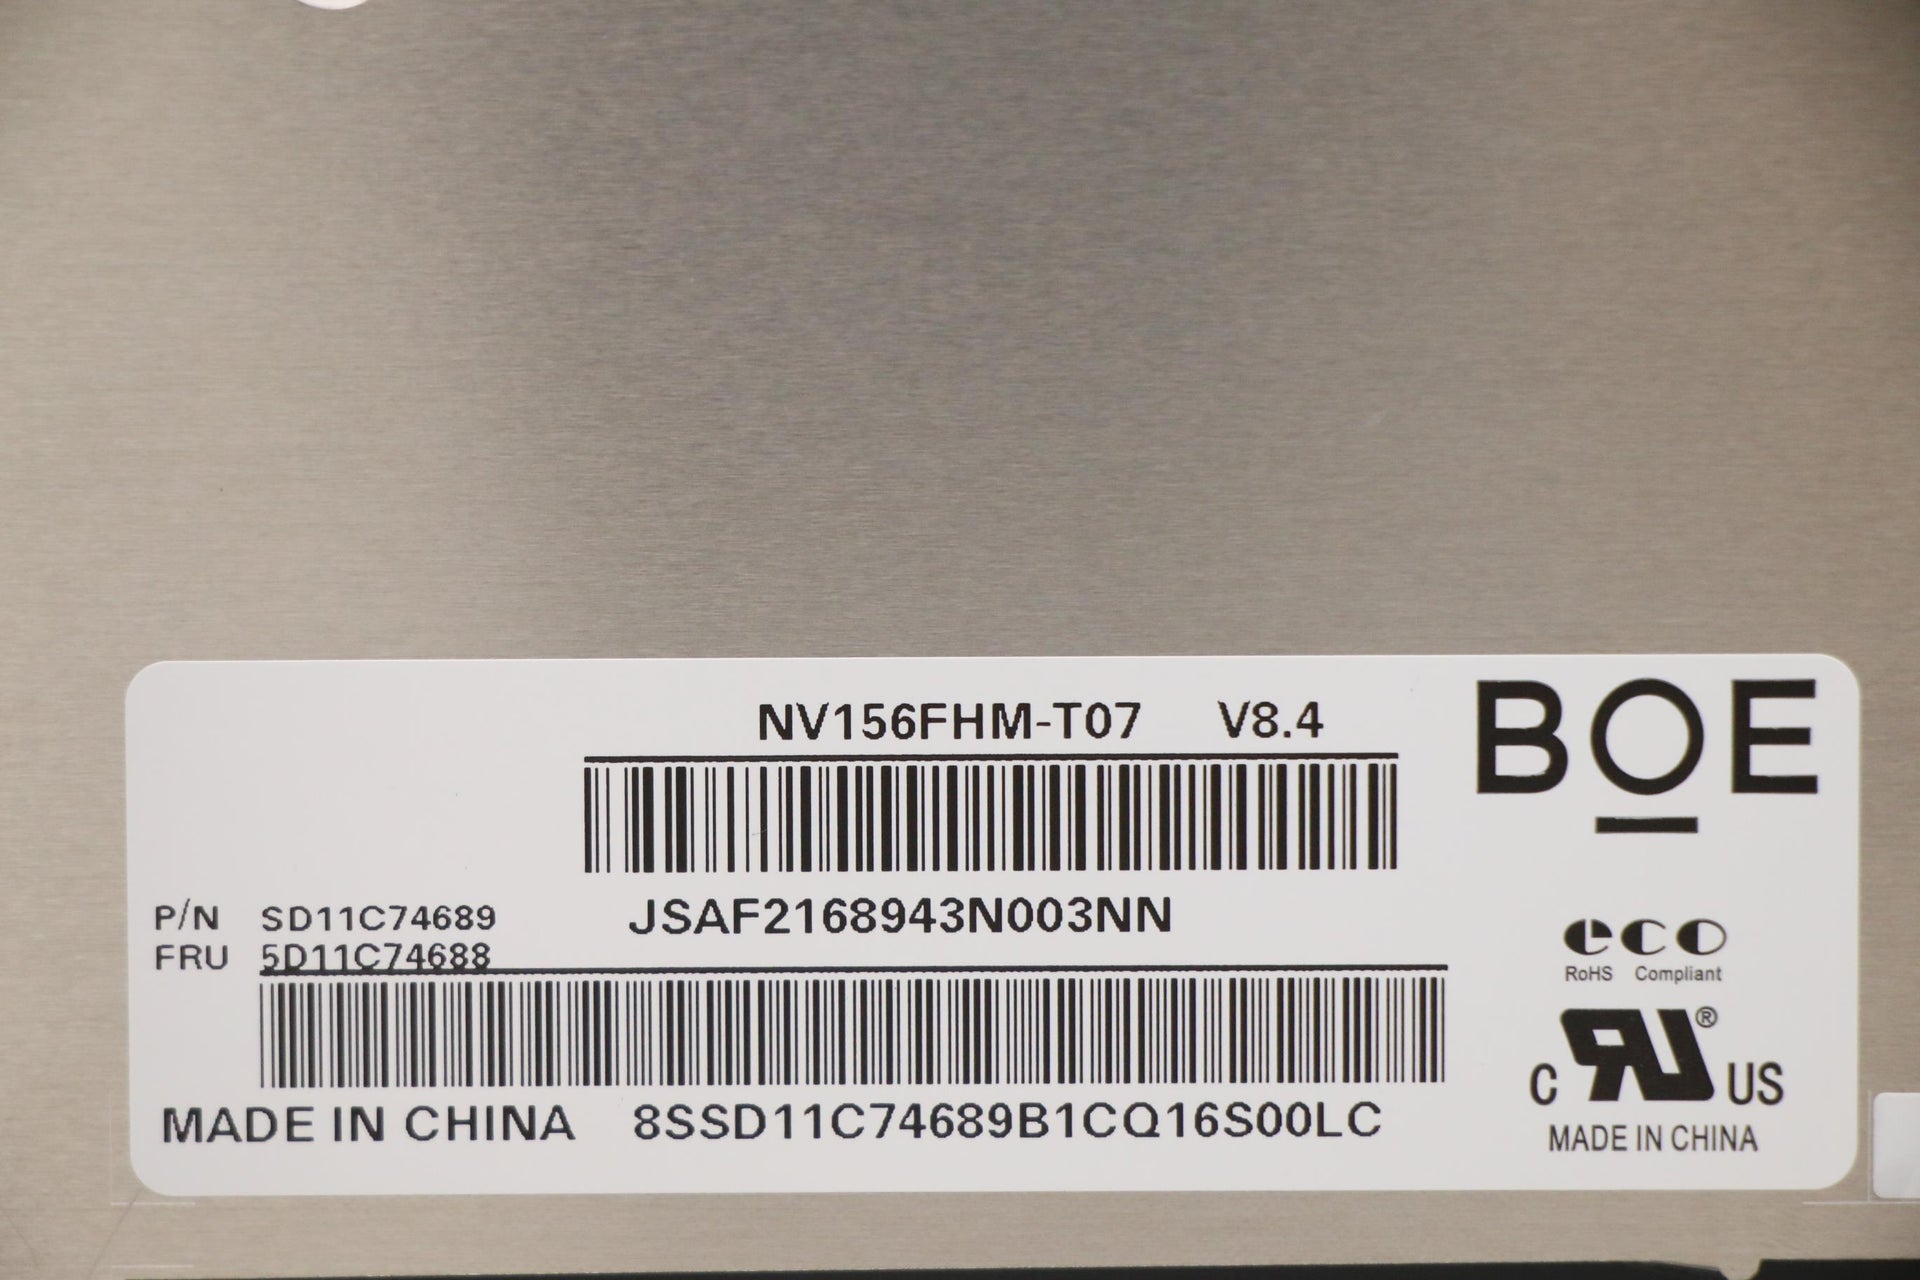 NV156FHM-T07 V8.4
BOE
JSAF2168943N003NN
P/N SD11C74689
FRU 5D11C74688
eco
RoHS Compliant
MADE IN CHINA 8SSD11C74689B1CQ16S00LC
C RU ® US
MADE IN CHINA